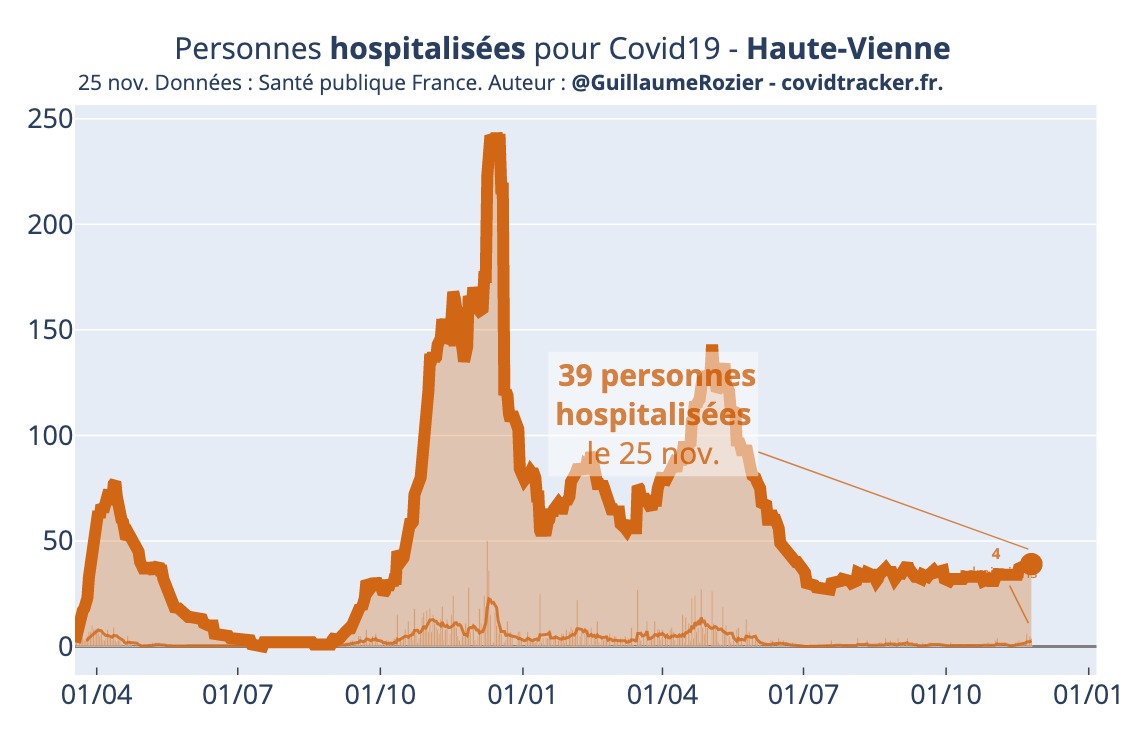 Personnes hospitalisées pour Covid19 - Haute-Vienne
25 nov. Données : Santé publique France. Auteur : @GuillaumeRozier - covidtracker.fr.
250
200
150
100
50
0
39 personnes
hospitalisées
le 25 nov.
4
01/04 01/07 01/10 01/01 01/04 01/07 01/10 01/01